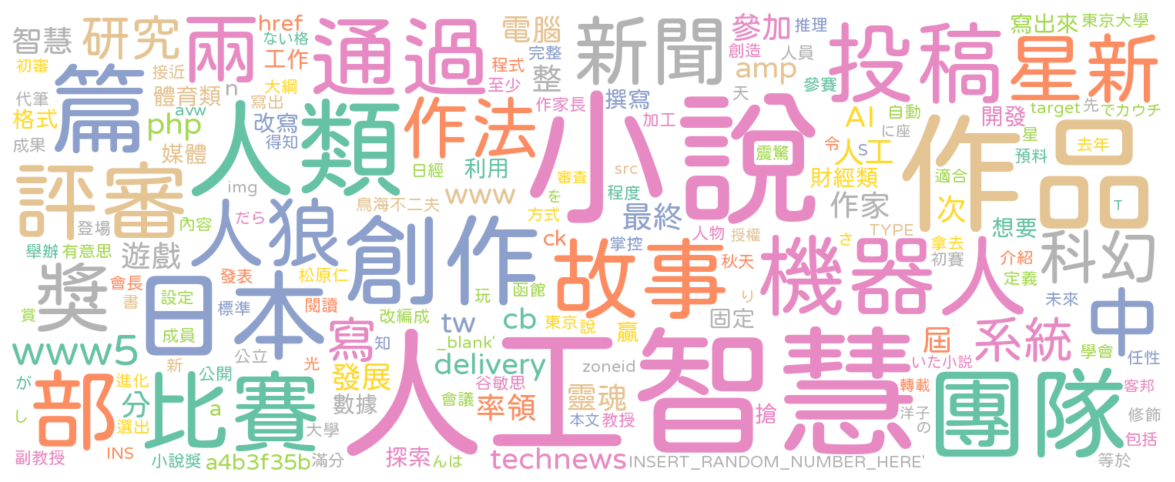 智慧
研究
兩
通過
href
ない格
工作
電腦
完整
新聞
參加
推理
創造
人員
投稿
寫出來
東京大學
星新
初審
接近
篇
代筆
體育類
n
寫出
大綱
程式
至少
整
天
amp
參賽
格式
成果
php
avw
改寫
得知
人類
作法
作家長
撰寫
加工
小說
震驚
AI
自動
令
人工
s
開發
target
先
でカウチ
星
に座
預料
去年
作品
媒體
評審
img
日經
利用
www
を
審查
方式
src
程度
財經類
適合
T
登場
だら
內容
人狼
鳥海不二夫
創作
最終
ck
掌控
人物
授權
作家
次
TYPE
さ
拿去
初賽
想要
介紹
定義
科幻
舉辦
有意思
遊戲
獎
會長
書
賞
發表
設定
標準
成員
日本
松原仁
閱讀
玩
函館
改編成
故事
秋天
り
機器人
未來
中
任性
tw
cb
東京
說
贏
固定
屆
系統
學會
www5
が
し
新
公立
光
寫
知
_blank'
delivery
zoneid
人工智慧
いた小説
轉載
客邦
部
進化
公開
分
選出
a
比賽
發展
數據
會議
谷敏思
率領
靈魂
本文
教授
搶
洋子
の
團隊
修飾
包括
等於
副教授
INS
小說獎
大學
a4b3f35b
滿分
探索
んは
technews
INSERT_RANDOM_NUMBER_HERE'